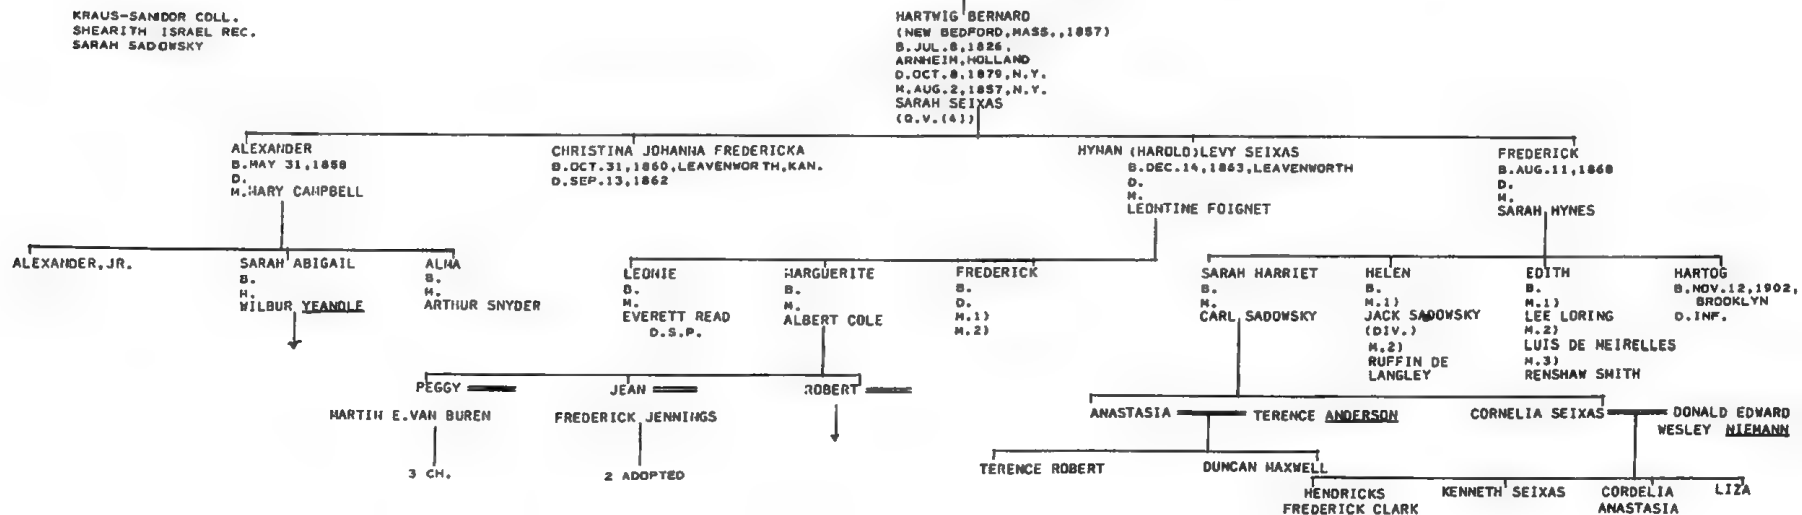 KRAUS-SANDOR COLL.
SHEARITH ISRAEL REC.
SARAH SADOWSKY
HARTWIG BERNARD
(NEW BEDFORD,MASS.,1857)
B.JUL.8,1826,
ARNHEIM,HOLLAND
D.OCT.8,1879,N.Y.
M.AUG.2,1857,N.Y.
SARAH SEIXAS
(Q.V.(4))
ALEXANDER
B.MAY 31,1858
D.
M.MARY CAMPBELL
CHRISTINA JOHANNA FREDERICKA
B.OCT.31,1860,LEAVENWORTH,KAN.
D.SEP.13,1862
HYMAN (HAROLD)LEVY SEIXAS
B.DEC.14,1863,LEAVENWORTH
D.
M.
LEONTINE FOIGNET
FREDERICK
B.AUG.11,1868
D.
M.
SARAH HYNES
ALEXANDER,JR.
SARAH ABIGAIL
B.
M.
WILBUR YEANDLE
ALMA
B.
M.
ARTHUR SNYDER
LEONIE
B.
M.
EVERETT READ
D.S.P.
MARGUERITE
B.
M.
ALBERT COLE
FREDERICK
B.
D.
M.1)
M.2)
SARAH HARRIET
B.
M.
CARL SADOWSKY
HELEN
B.
M.1)
JACK SADOWSKY
(DIV.)
M.2)
RUFFIN DE
LANGLEY
EDITH
B.
M.1)
LEE LORING
M.2)
LUIS DE MEIRELLES
M.3)
RENSHAW SMITH
HARTOG
B.NOV.12,1902,
BROOKLYN
D.INF.
PEGGY
MARTIN E.VAN BUREN
3 CH.
JEAN
FREDERICK JENNINGS
2 ADOPTED
ROBERT
ANASTASIA
TERENCE ANDERSON
CORNELIA SEIXAS
DONALD EDWARD
WESLEY NIEMANN
TERENCE ROBERT
DUNCAN MAXWELL
HENDRICKS
FREDERICK CLARK
KENNETH SEIXAS
CORDELIA
ANASTASIA
LIZA